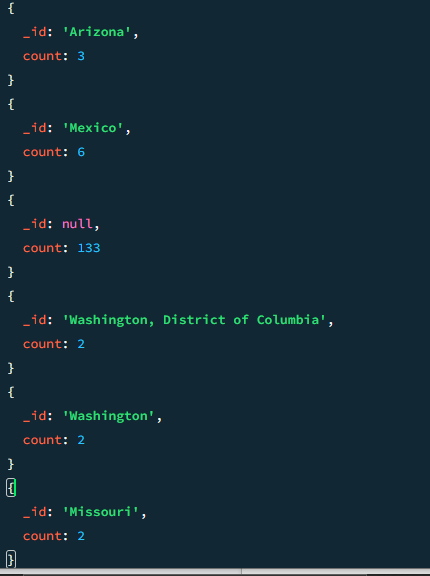 {
  _id: 'Arizona',
  count: 3
}
{
  _id: 'Mexico',
  count: 6
}
{
  _id: null,
  count: 133
}
{
  _id: 'Washington, District of Columbia',
  count: 2
}
{
  _id: 'Washington',
  count: 2
}
{
  _id: 'Missouri',
  count: 2
}